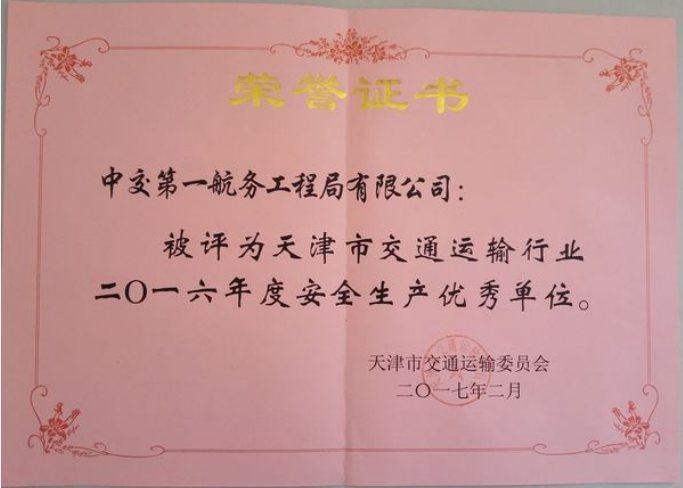 荣誉证书
中交第一航务工程局有限公司：
被评为天津市交通运输行业
二〇一六年度安全生产优秀单位。
天津市交通运输委员会
二〇一七年二月